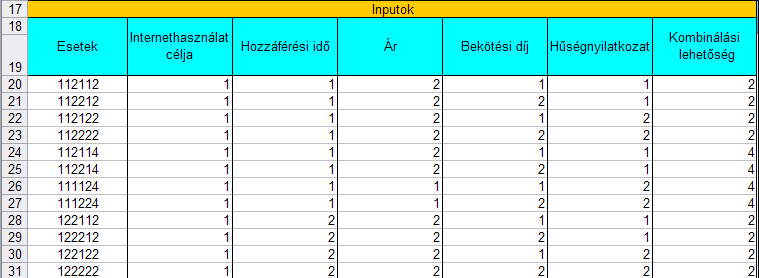 17 Inputok
18
19 Esetek Internethasználat célja Hozzáférési idő Ár Bekötési díj Hűségnyilatkozat Kombinálási lehetőség
20 112112 1 1 2 1 1 2
21 112212 1 1 2 2 1 2
22 112122 1 1 2 1 2 2
23 112222 1 1 2 2 2 2
24 112114 1 1 2 1 1 4
25 112214 1 1 2 2 1 4
26 111124 1 1 1 1 2 4
27 111224 1 1 1 2 2 4
28 122112 1 2 2 1 1 2
29 122212 1 2 2 2 1 2
30 122122 1 2 2 1 2 2
31 122222 1 2 2 2 2 2